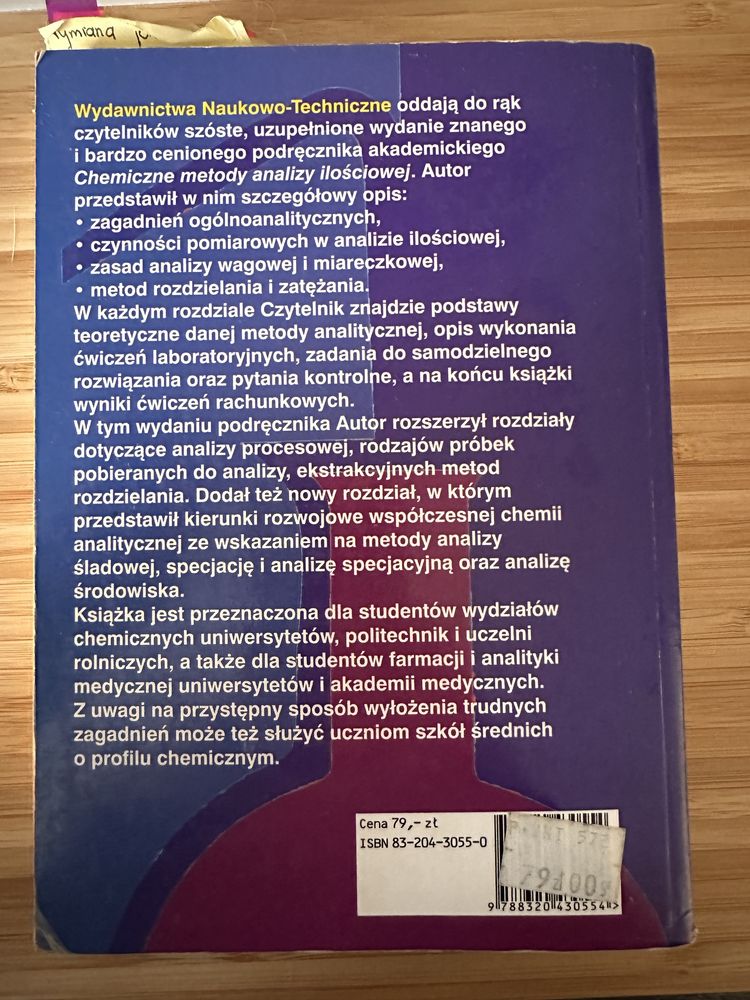 Wydawnictwa Naukowo-Techniczne oddają do rąk
czytelników szóste, uzupełnione wydanie znanego
i bardzo cenionego podręcznika akademickiego
Chemiczne metody analizy ilościowej. Autor
przedstawił w nim szczegółowy opis:
• zagadnień ogólnoanalitycznych,
• czynności pomiarowych w analizie ilościowej,
• zasad analizy wagowej i miareczkowej,
• metod rozdzielania i zatężania.
W każdym rozdziale Czytelnik znajdzie podstawy
teoretyczne danej metody analitycznej, opis wykonania
ćwiczeń laboratoryjnych, zadania do samodzielnego
rozwiązania oraz pytania kontrolne, a na końcu książki
wyniki ćwiczeń rachunkowych.
W tym wydaniu podręcznika Autor rozszerzył rozdziały
dotyczące analizy procesowej, rodzajów próbek
pobieranych do analizy, ekstrakcyjnych metod
rozdzielania. Dodał też nowy rozdział, w którym
przedstawił kierunki rozwojowe współczesnej chemii
analitycznej ze wskazaniem na metody analizy
śladowej, specjację i analizę specjacyjną oraz analizę
środowiska.
Książka jest przeznaczona dla studentów wydziałów
chemicznych uniwersytetów, politechnik i uczelni
rolniczych, a także dla studentów farmacji i analityki
medycznej uniwersytetów i akademii medycznych.
Z uwagi na przystępny sposób wyłożenia trudnych
zagadnień może też służyć uczniom szkół średnich
o profilu chemicznym.
Cena 79,– zł
ISBN 83-204-3055-0
9 788320 430554 >